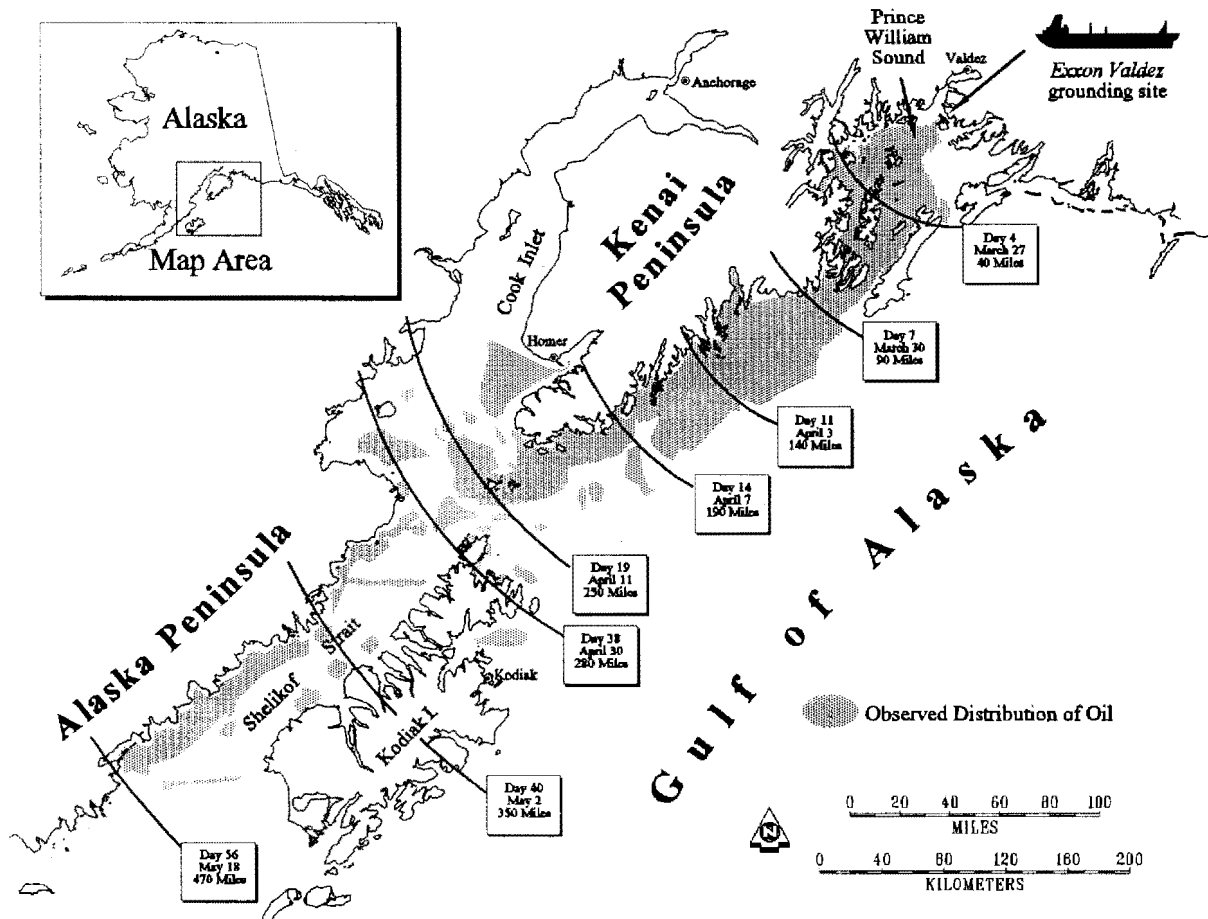 Alaska
Map Area
Prince
William
Sound
Valdez
Exxon Valdez
grounding site
Anchorage
Kenai
Peninsula
Cook Inlet
Homer
Day 4
March 27
40 Miles
Day 7
March 30
90 Miles
Day 11
April 3
140 Miles
Day 14
April 7
190 Miles
Day 19
April 11
250 Miles
Day 38
April 30
280 Miles
Alaska Peninsula
Shelikof
Strait
Kodiak
Kodiak I.
Gulf of Alaska
Day 40
May 2
350 Miles
Day 56
May 18
470 Miles
Observed Distribution of Oil
N
0 20 40 60 80 100
MILES
0 40 80 120 160 200
KILOMETERS